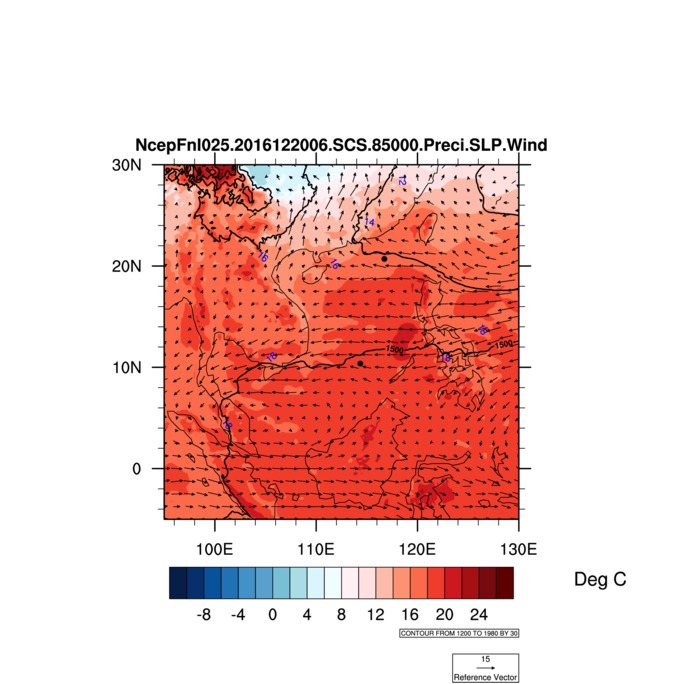 NcepFnl025.2016122006.SCS.85000.Preci.SLP.Wind
30N
20N
10N
0
12
14
16
16
1500
18
1500
18
18
100E
110E
120E
130E
-8
-4
0
4
8
12
16
20
24
Deg C
CONTOUR FROM 1200 TO 1980 BY 30
15
Reference Vector